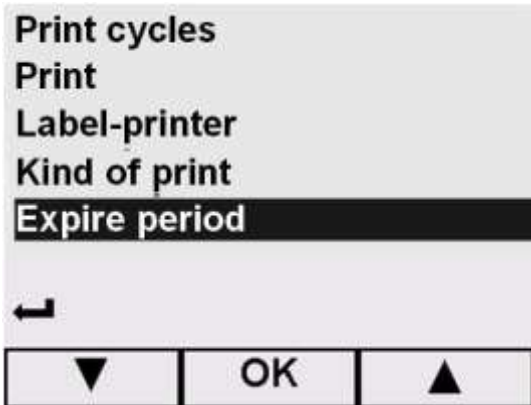 Print cycles
Print
Label-printer
Kind of print
Expire period
OK